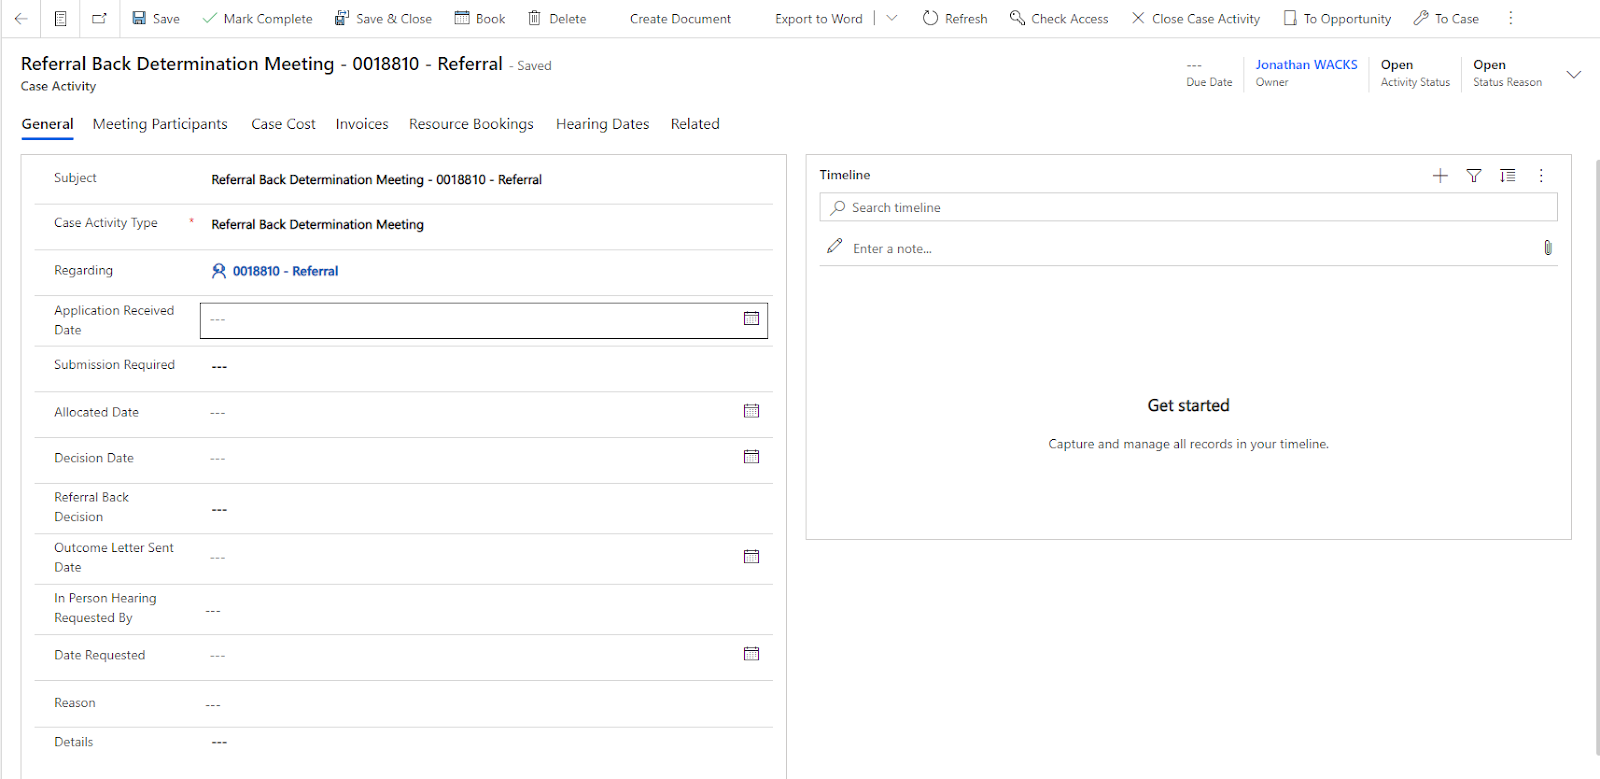 Save Mark Complete Save & Close Book Delete Create Document Export to Word Refresh Check Access Close Case Activity To Opportunity To Case
Referral Back Determination Meeting - 0018810 - Referral - Saved
Case Activity
---
Due Date
Jonathan WACKS
Owner
Open
Activity Status
Open
Status Reason
General Meeting Participants Case Cost Invoices Resource Bookings Hearing Dates Related
Subject Referral Back Determination Meeting - 0018810 - Referral
Case Activity Type * Referral Back Determination Meeting
Regarding 0018810 - Referral
Application Received
Date
---
Submission Required ---
Allocated Date ---
Decision Date ---
Referral Back
Decision
---
Outcome Letter Sent
Date
---
In Person Hearing
Requested By
---
Date Requested ---
Reason ---
Details ---
Timeline
Search timeline
Enter a note...
Get started
Capture and manage all records in your timeline.